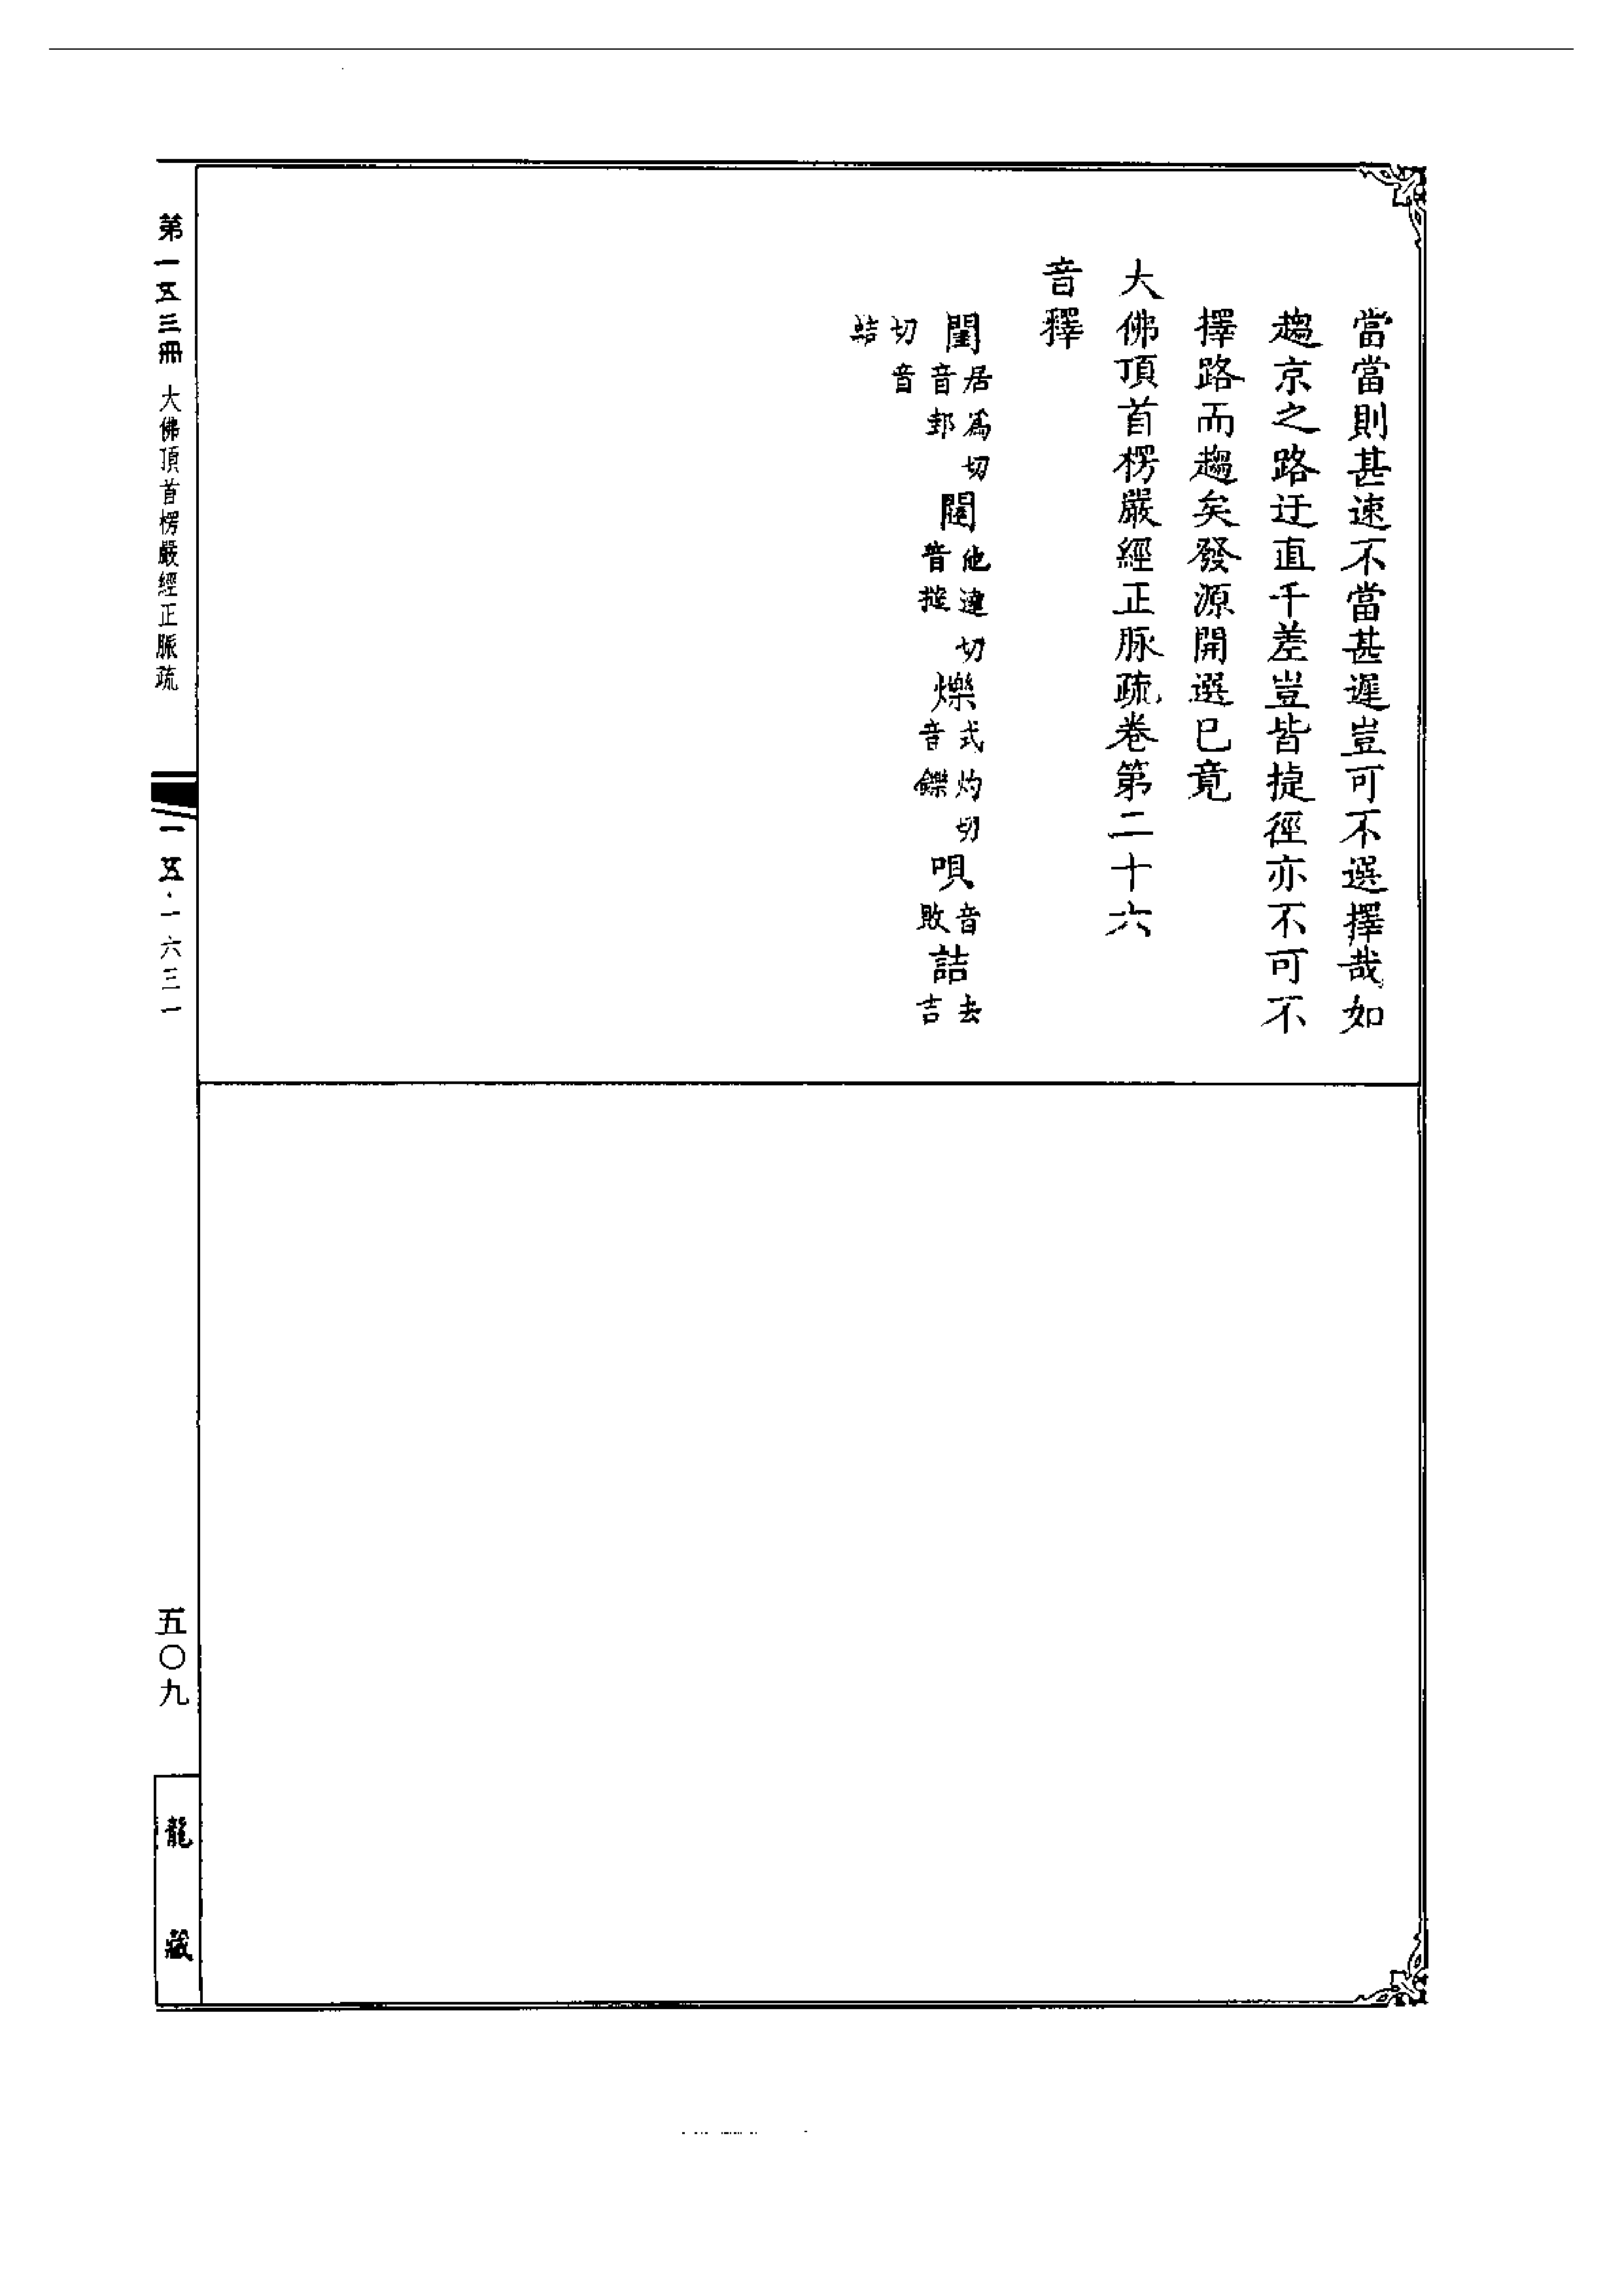 當當則甚速不當甚遲豈可不選擇哉如
趨京之路迂直千差豈皆捷徑亦不可不
擇路而趨矣發源開選已竟
大佛頂首楞嚴經正脉疏卷第二十六
音釋
閨居為切音邽闥他達切音撻爍式灼切音鑠唄音敗詰去吉
切音
第一五三冊 大佛頂首楞嚴經正脈疏
一五·一六三一
五〇九
龍藏